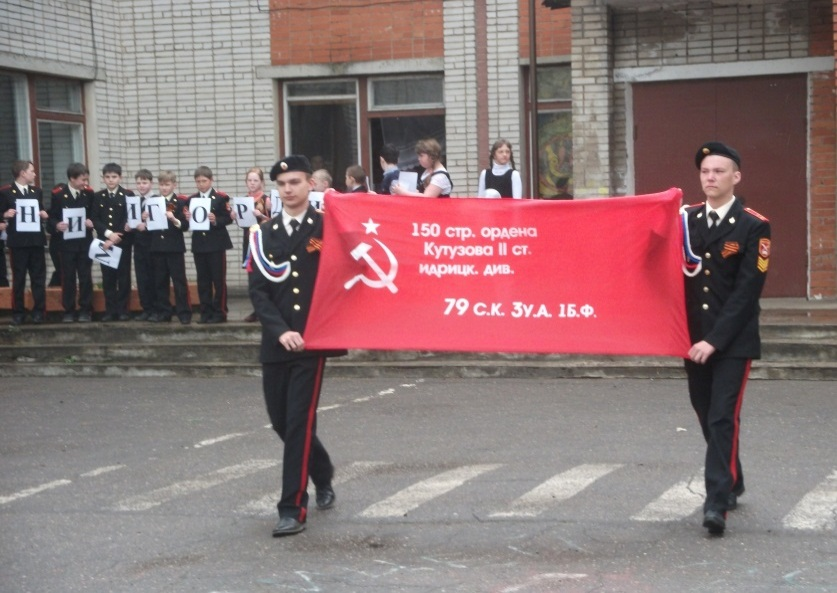 Н И М Г О Р
150 стр. ордена
Кутузова II ст.
идрицк. див.
79 с.к. 3у.а. 1Б.Ф.